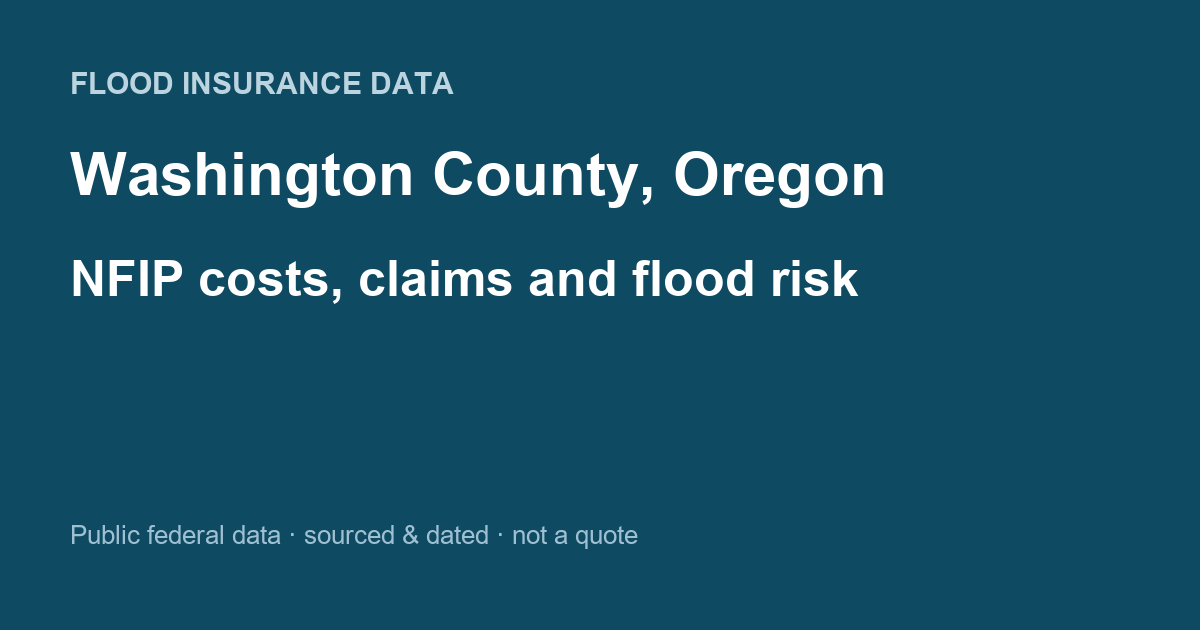 FLOOD INSURANCE DATA
Washington County, Oregon
NFIP costs, claims and flood risk
Public federal data · sourced & dated · not a quote